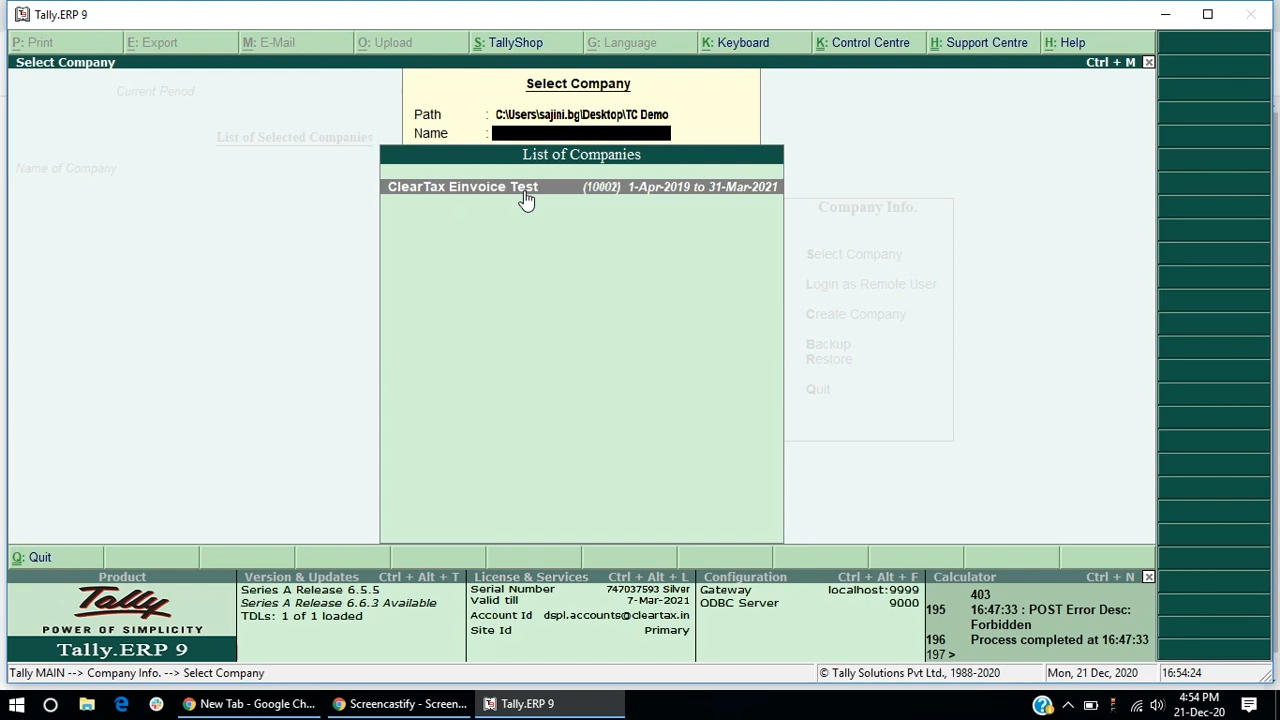 Tally.ERP 9
P: Print E: Export M: E-Mail O: Upload S: TallyShop G: Language K: Keyboard K: Control Centre H: Support Centre H: Help
Select Company Ctrl + M
Current Period
List of Selected Companies
Name of Company
Select Company
Path : C:\Users\sajini.bg\Desktop\TC Demo
Name :
List of Companies
ClearTax Einvoice Test (10002) 1-Apr-2019 to 31-Mar-2021
Company Info.
Select Company
Login as Remote User
Create Company
Backup
Restore
Quit
Q: Quit
Product
Tally
POWER OF SIMPLICITY
Tally.ERP 9
Version & Updates Ctrl + Alt + T
Series A Release 6.5.5
Series A Release 6.6.3 Available
TDLs: 1 of 1 loaded
License & Services Ctrl + Alt + L
Serial Number 747037593 Silver
Valid till 7-Mar-2021
Account Id dspl.accounts@cleartax.in
Site Id Primary
Configuration Ctrl + Alt + F
Gateway localhost:9999
ODBC Server 9000
Calculator Ctrl + N
403
195 16:47:33 : POST Error Desc:
Forbidden
196 Process completed at 16:47:33
197 >
Tally MAIN --> Company Info. --> Select Company © Tally Solutions Pvt Ltd., 1988-2020 Mon, 21 Dec, 2020 16:54:24
New Tab - Google Ch... Screencastify - Screen... Tally.ERP 9
4:54 PM
21-Dec-20